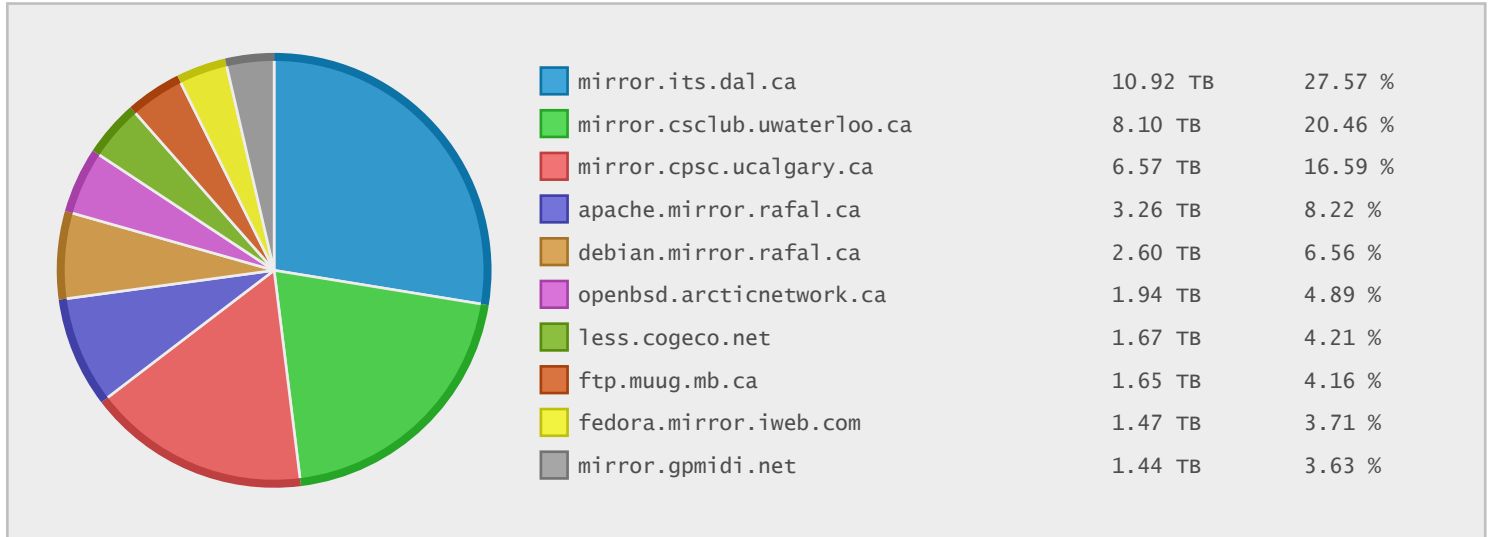 mirror.its.dal.ca 10.92 TB 27.57 %
mirror.csclub.uwaterloo.ca 8.10 TB 20.46 %
mirror.cpsc.ucalgary.ca 6.57 TB 16.59 %
apache.mirror.rafal.ca 3.26 TB 8.22 %
debian.mirror.rafal.ca 2.60 TB 6.56 %
openbsd.arcticnetwork.ca 1.94 TB 4.89 %
less.cogeco.net 1.67 TB 4.21 %
ftp.muug.mb.ca 1.65 TB 4.16 %
fedora.mirror.iweb.com 1.47 TB 3.71 %
mirror.gpmidi.net 1.44 TB 3.63 %